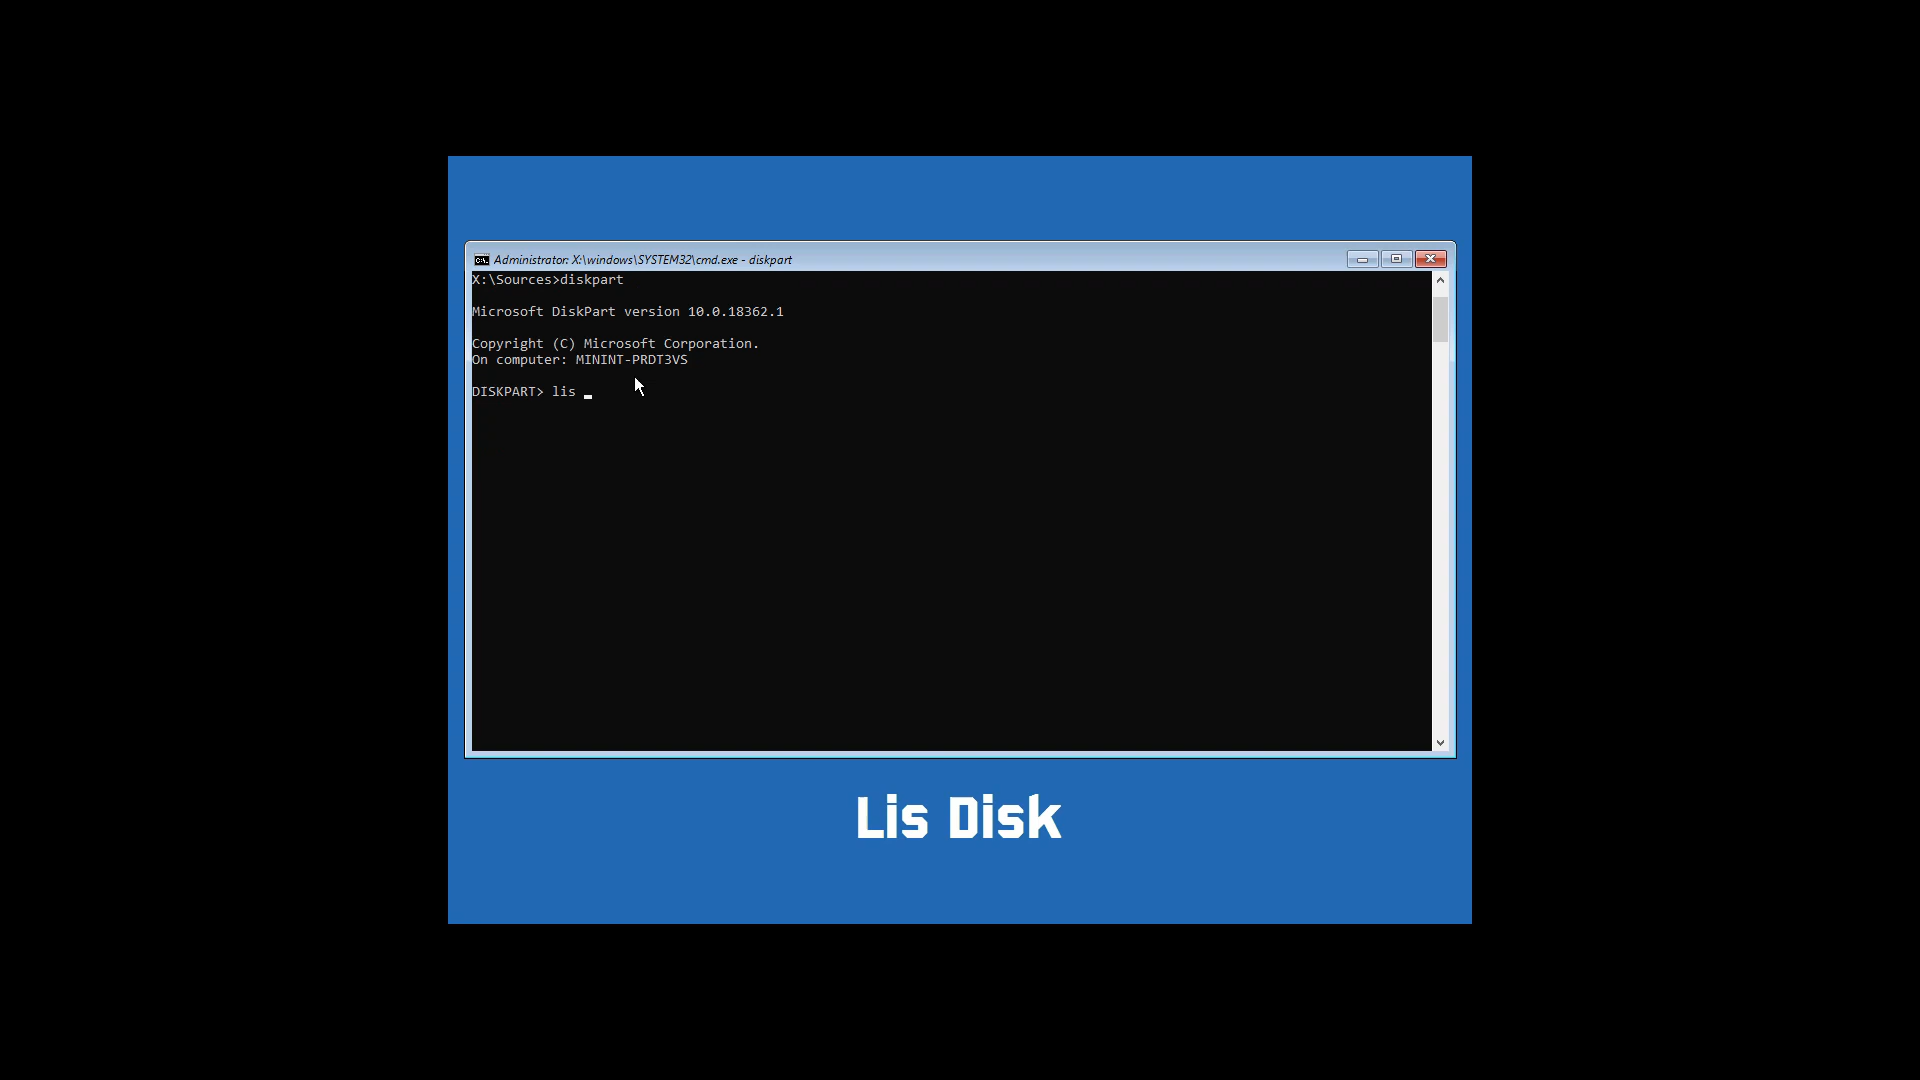 Administrator: X:\windows\SYSTEM32\cmd.exe - diskpart
X:\Sources>diskpart
Microsoft DiskPart version 10.0.18362.1
Copyright (C) Microsoft Corporation.
On computer: MININT-PRDT3VS
DISKPART> lis
Lis Disk